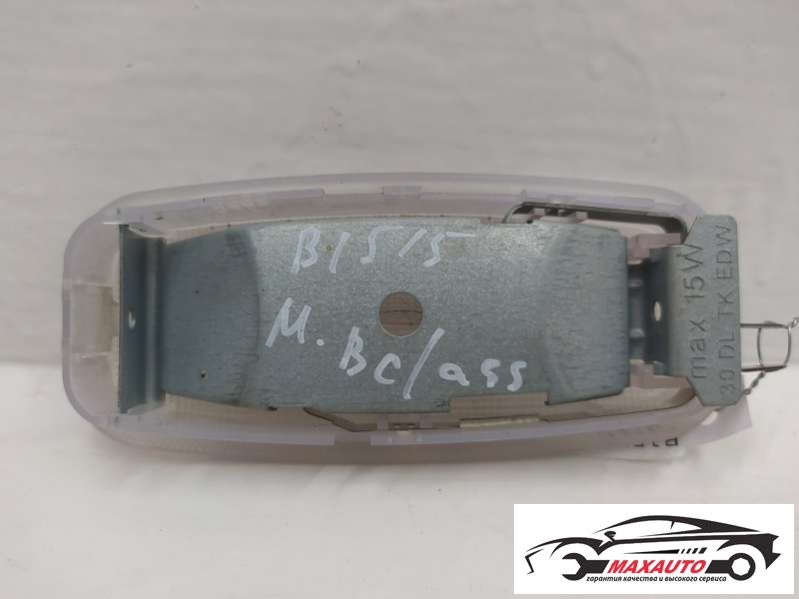 B1515
M. Bclass
max 15W
39 DL TK EDW
MAXAUTO
гарантия качества и высокого сервиса